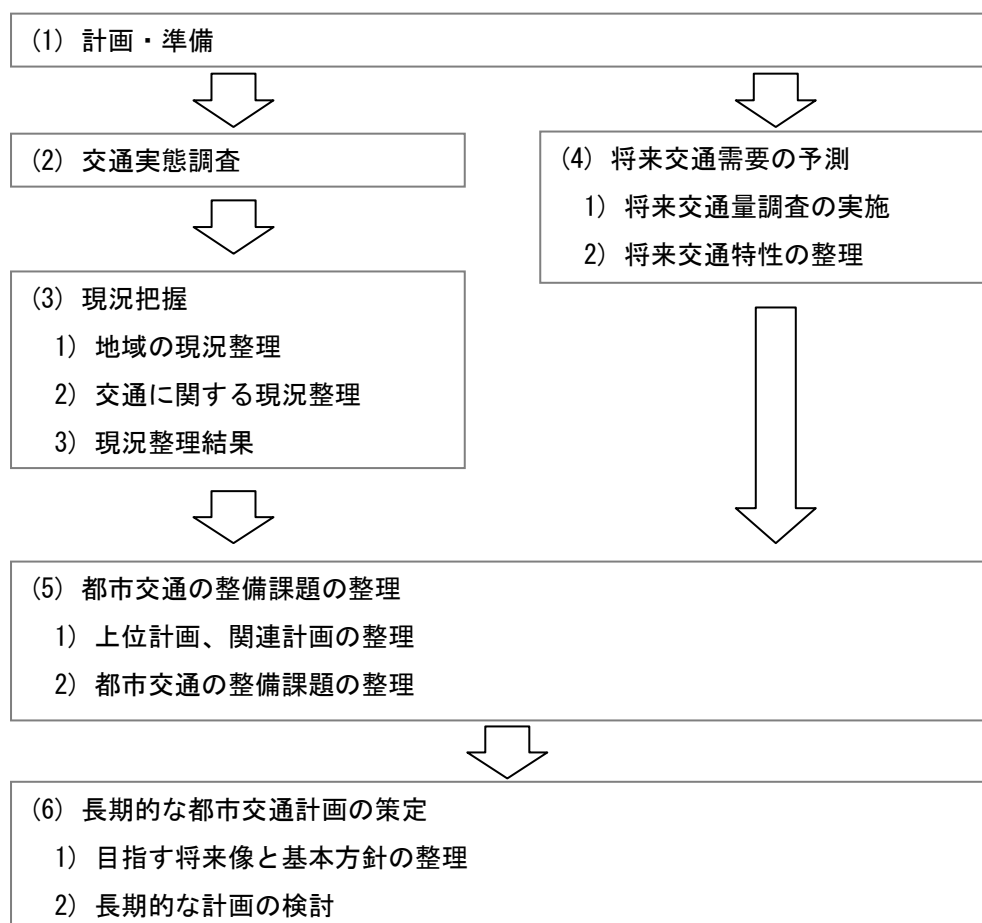 (1) 計画・準備
(2) 交通実態調査
(3) 現況把握
1) 地域の現況整理
2) 交通に関する現況整理
3) 現況整理結果
(4) 将来交通需要の予測
1) 将来交通量調査の実施
2) 将来交通特性の整理
(5) 都市交通の整備課題の整理
1) 上位計画、関連計画の整理
2) 都市交通の整備課題の整理
(6) 長期的な都市交通計画の策定
1) 目指す将来像と基本方針の整理
2) 長期的な計画の検討